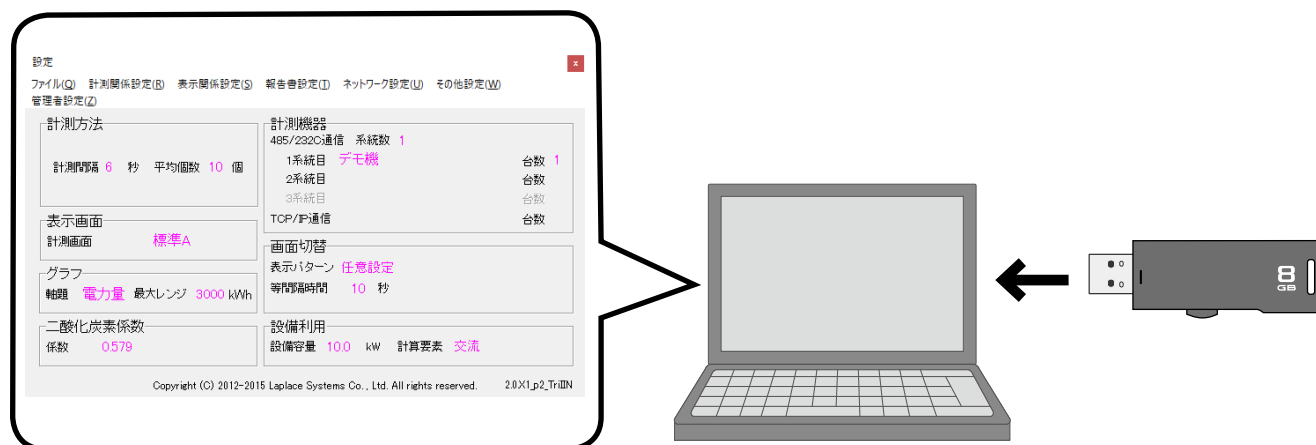 設定
x
ファイル(Q) 計測関係設定(R) 表示関係設定(S) 報告書設定(T) ネットワーク設定(U) その他設定(W)
管理者設定(Z)
計測方法
計測間隔 6 秒 平均個数 10 個
表示画面
計測画面 標準A
グラフ
軸題 電力量 最大レンジ 3000 kWh
二酸化炭素係数
係数 0.579
計測機器
485/232C通信 系統数 1
1系統目 デモ機 台数 1
2系統目 台数
3系統目 台数
TCP/IP通信 台数
画面切替
表示パターン 任意設定
等間隔時間 10 秒
設備利用
設備容量 10.0 kW 計算要素 交流
Copyright (C) 2012-2015 Laplace Systems Co., Ltd. All rights reserved. 2.0X1_p2_TriIIN
8
GB